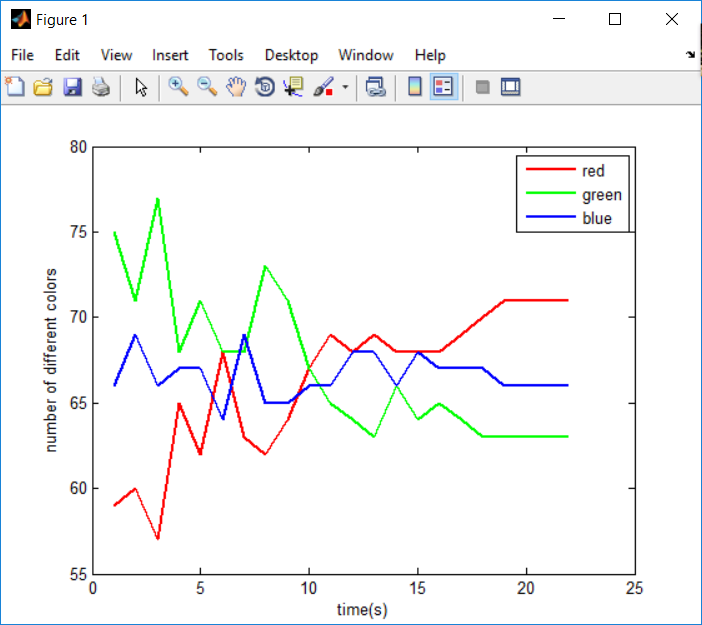 Figure 1
File Edit View Insert Tools Desktop Window Help
80
75
70
65
60
55
0 5 10 15 20 25
number of different colors
time(s)
red
green
blue